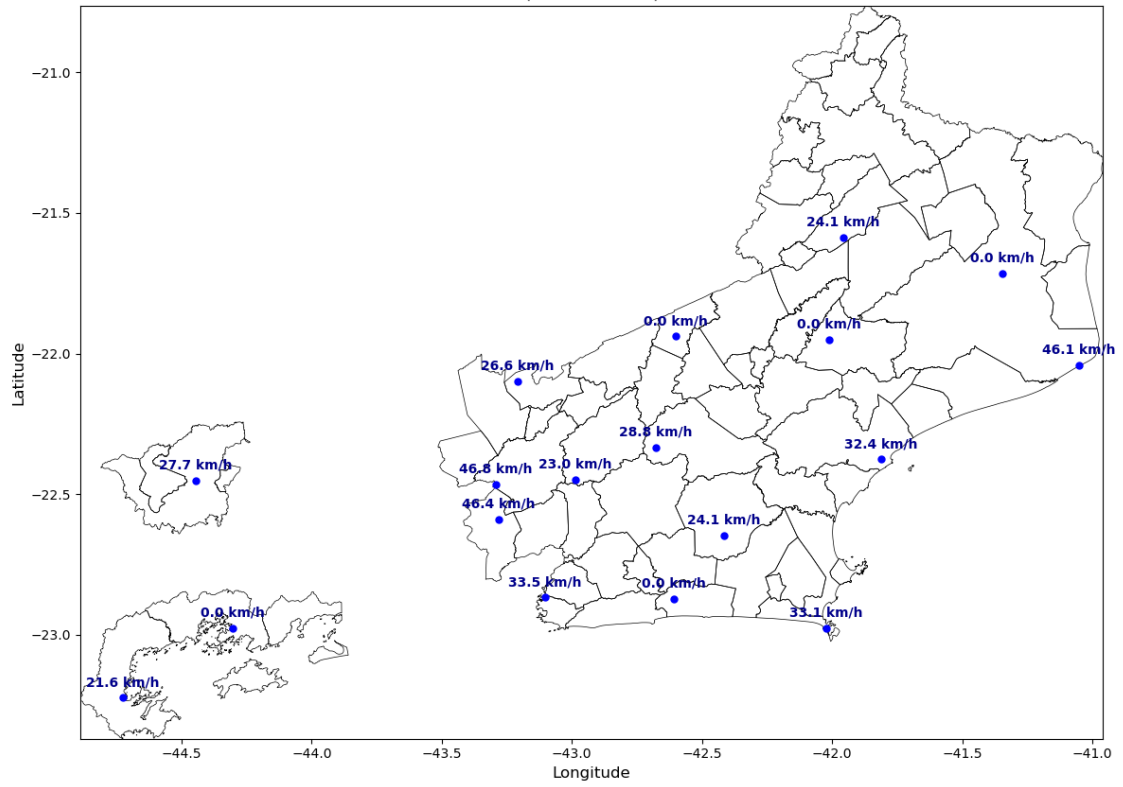 −21.0
−21.5
24.1 km/h
0.0 km/h
0.0 km/h
0.0 km/h
−22.0
46.1 km/h
26.6 km/h
28.8 km/h
32.4 km/h
27.7 km/h
46.8 km/h
23.0 km/h
−22.5
46.4 km/h
24.1 km/h
33.5 km/h
0.0 km/h
0.0 km/h
33.1 km/h
−23.0
21.6 km/h
Latitude
−44.5
−44.0
−43.5
−43.0
−42.5
−42.0
−41.5
−41.0
Longitude